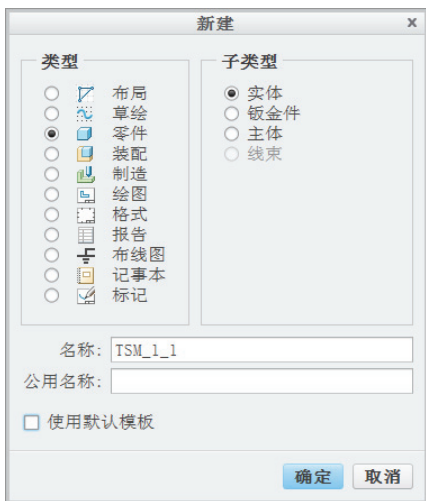 新建
x
类型
布局
草绘
零件
装配
制造
绘图
格式
报告
布线图
记事本
标记
子类型
实体
钣金件
主体
线束
名称: TSM_1_1
公用名称:
使用默认模板
确定 取消